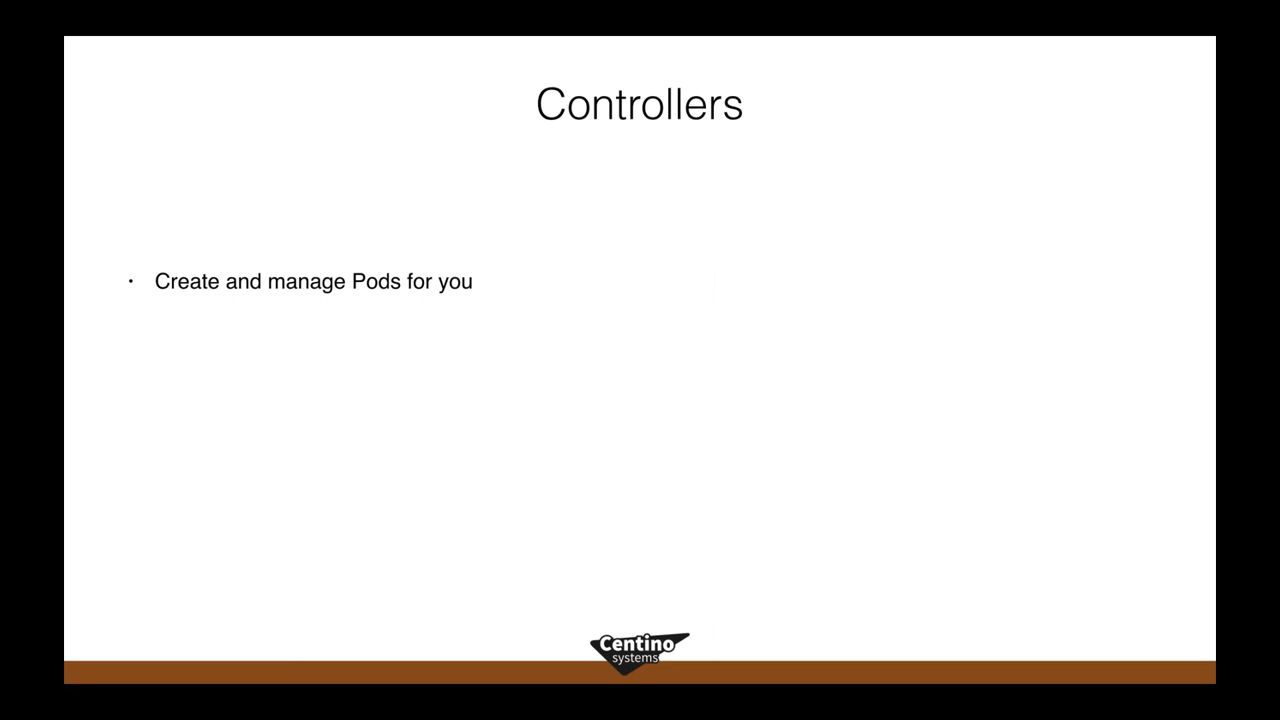 Controllers
· Create and manage Pods for you
Centino
systems